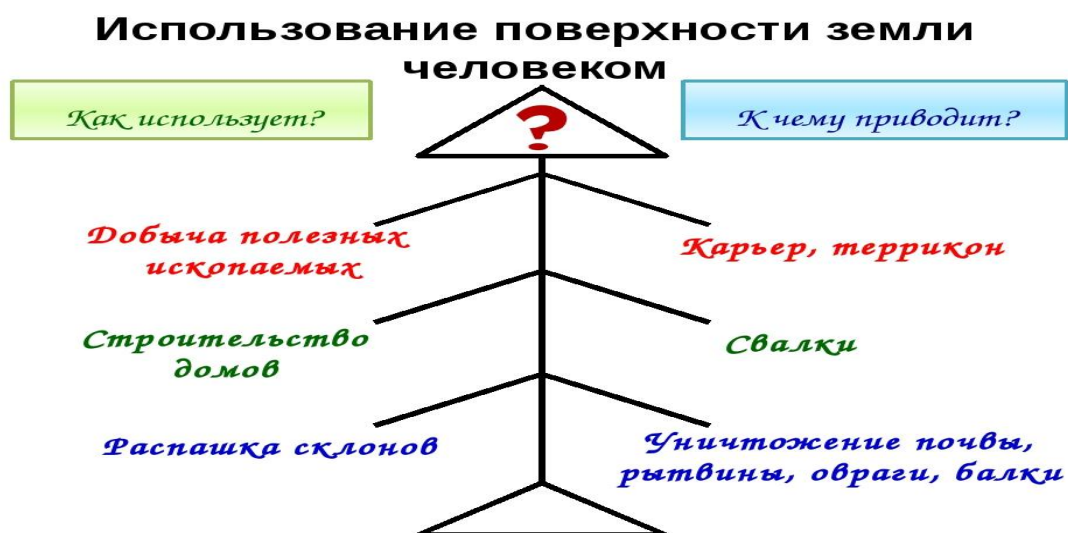 Использование поверхности земли
человеком
Как использует?
К чему приводит?
?
Добыча полезных
ископаемых
Карьер, террикон
Строительство
домов
Свалки
Распашка склонов
Уничтожение почвы,
рытвины, овраги, балки